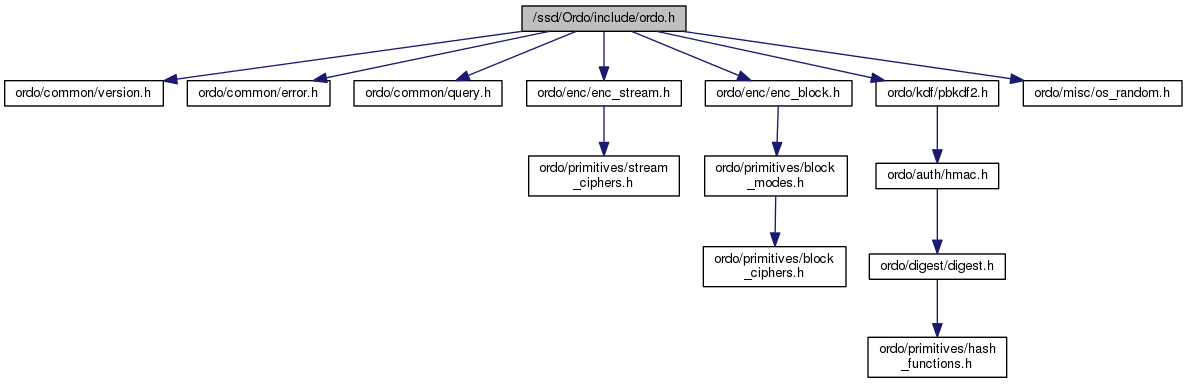 /ssd/Ordo/include/ordo.h
ordo/common/version.h
ordo/common/error.h
ordo/common/query.h
ordo/enc/enc_stream.h
ordo/enc/enc_block.h
ordo/kdf/pbkdf2.h
ordo/misc/os_random.h
ordo/primitives/stream
_ciphers.h
ordo/primitives/block
_modes.h
ordo/auth/hmac.h
ordo/primitives/block
_ciphers.h
ordo/digest/digest.h
ordo/primitives/hash
_functions.h